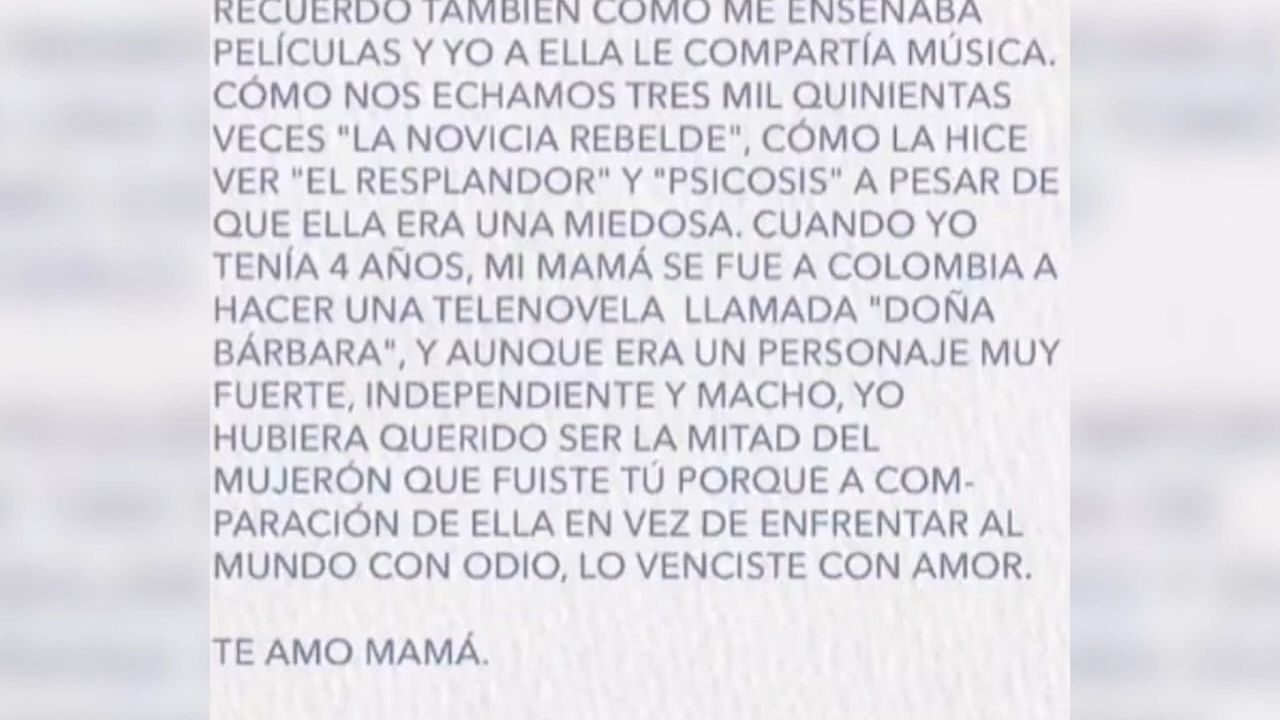 RECUERDO TAMBIÉN CÓMO ME ENSEÑABA
PELÍCULAS Y YO A ELLA LE COMPARTÍA MÚSICA.
CÓMO NOS ECHAMOS TRES MIL QUINIENTAS
VECES "LA NOVICIA REBELDE", CÓMO LA HICE
VER "EL RESPLANDOR" Y "PSICOSIS" A PESAR DE
QUE ELLA ERA UNA MIEDOSA. CUANDO YO
TENÍA 4 AÑOS, MI MAMÁ SE FUE A COLOMBIA A
HACER UNA TELENOVELA LLAMADA "DOÑA
BÁRBARA", Y AUNQUE ERA UN PERSONAJE MUY
FUERTE, INDEPENDIENTE Y MACHO, YO
HUBIERA QUERIDO SER LA MITAD DEL
MUJERÓN QUE FUISTE TÚ PORQUE A COM-
PARACIÓN DE ELLA EN VEZ DE ENFRENTAR AL
MUNDO CON ODIO, LO VENCISTE CON AMOR.
TE AMO MAMÁ.